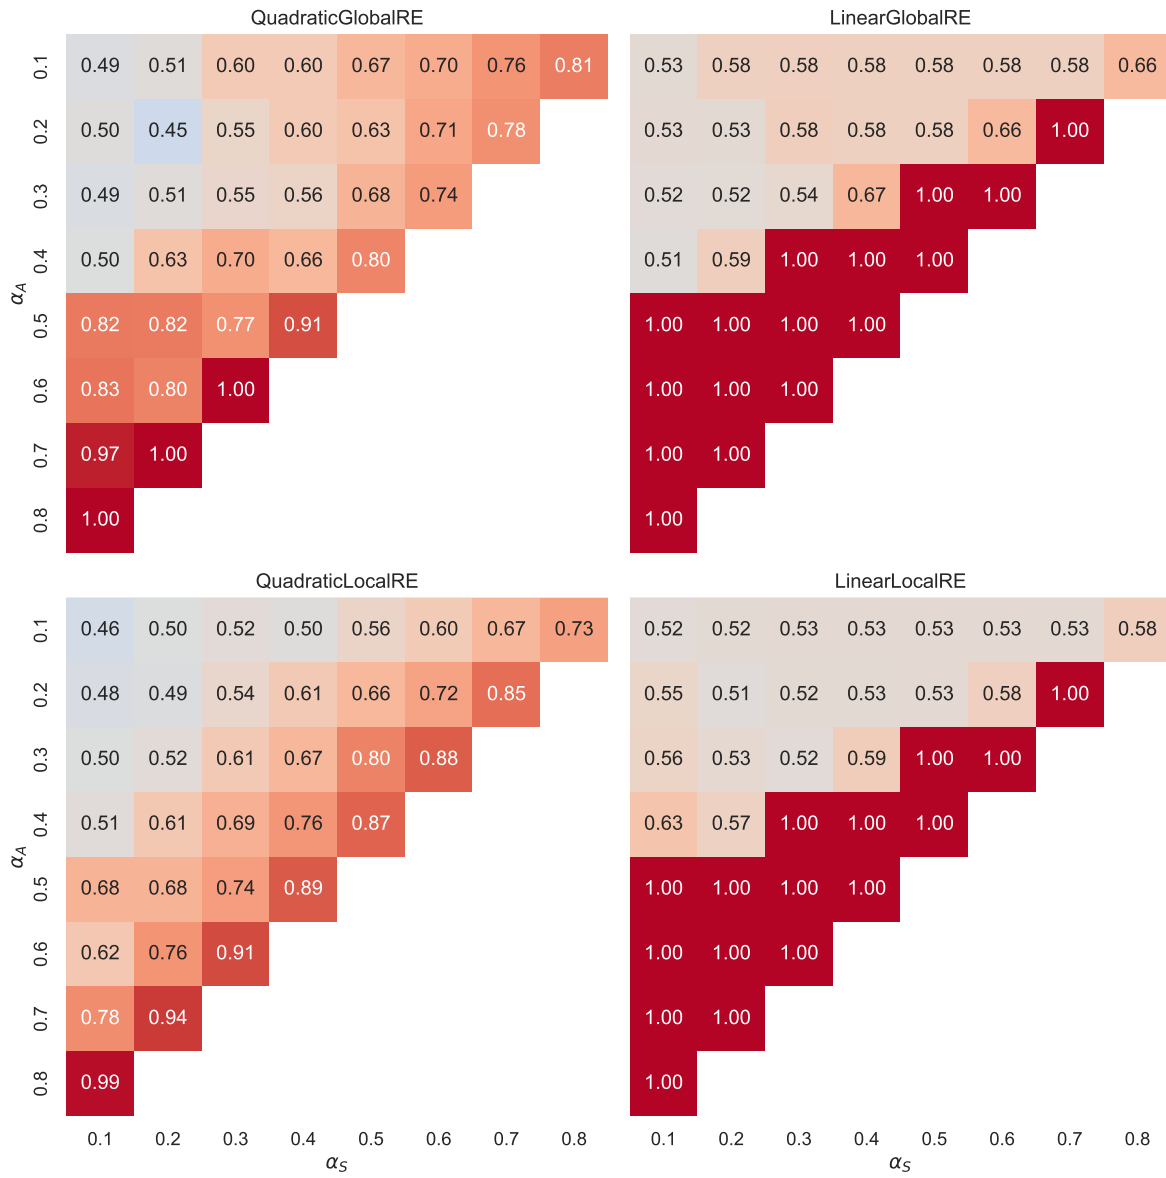 QuadraticGlobalRE
0.1 0.49 0.51 0.60 0.60 0.67 0.70 0.76 0.81
0.2 0.50 0.45 0.55 0.60 0.63 0.71 0.78
0.3 0.49 0.51 0.55 0.56 0.68 0.74
0.4 0.50 0.63 0.70 0.66 0.80
0.5 0.82 0.82 0.77 0.91
0.6 0.83 0.80 1.00
0.7 0.97 1.00
0.8 1.00
α_A
LinearGlobalRE
0.53 0.58 0.58 0.58 0.58 0.58 0.58 0.66
0.53 0.53 0.58 0.58 0.58 0.66 1.00
0.52 0.52 0.54 0.67 1.00 1.00
0.51 0.59 1.00 1.00 1.00
1.00 1.00 1.00 1.00
1.00 1.00 1.00
1.00 1.00
1.00
QuadraticLocalRE
0.1 0.46 0.50 0.52 0.50 0.56 0.60 0.67 0.73
0.2 0.48 0.49 0.54 0.61 0.66 0.72 0.85
0.3 0.50 0.52 0.61 0.67 0.80 0.88
0.4 0.51 0.61 0.69 0.76 0.87
0.5 0.68 0.68 0.74 0.89
0.6 0.62 0.76 0.91
0.7 0.78 0.94
0.8 0.99
α_A
0.1 0.2 0.3 0.4 0.5 0.6 0.7 0.8
α_S
LinearLocalRE
0.52 0.52 0.53 0.53 0.53 0.53 0.53 0.58
0.55 0.51 0.52 0.53 0.53 0.58 1.00
0.56 0.53 0.52 0.59 1.00 1.00
0.63 0.57 1.00 1.00 1.00
1.00 1.00 1.00 1.00
1.00 1.00 1.00
1.00 1.00
1.00
0.1 0.2 0.3 0.4 0.5 0.6 0.7 0.8
α_S